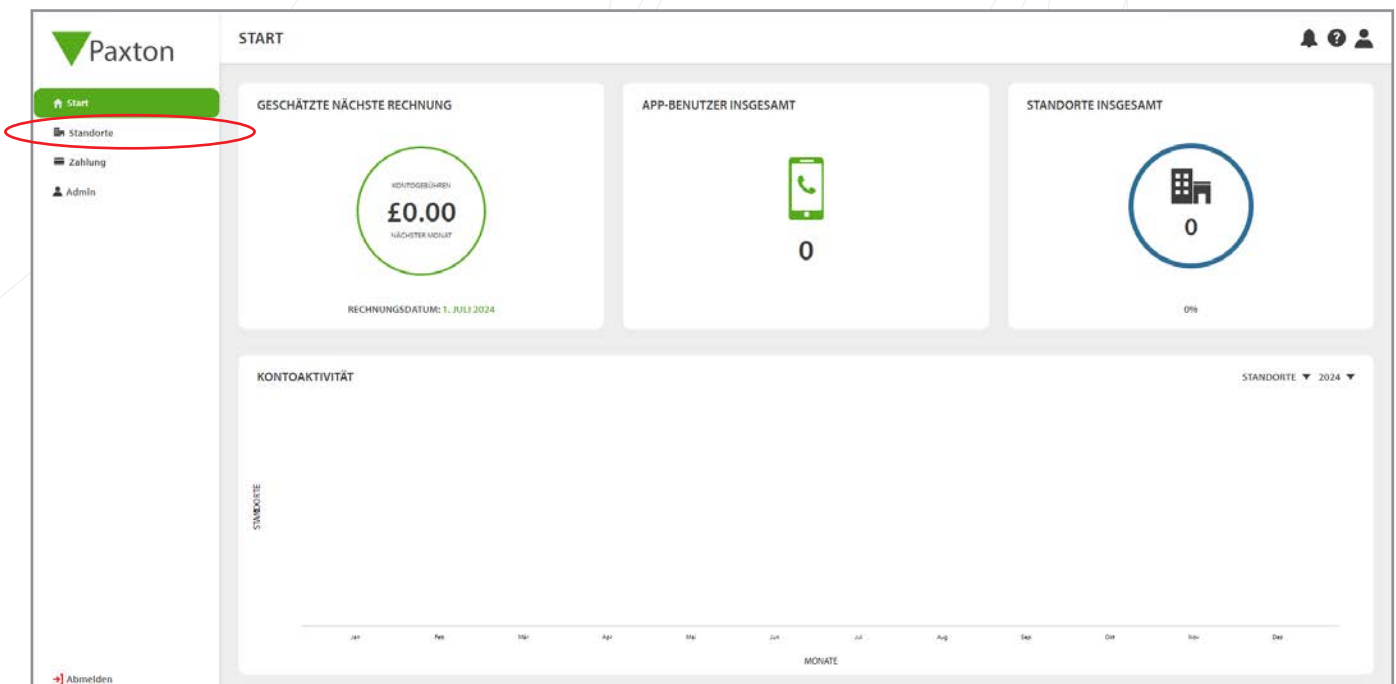 Paxton
START
Start
Standorte
Zahlung
Admin
Abmelden
GESCHÄTZTE NÄCHSTE RECHNUNG
KONTOGEBÜHREN
£0.00
NÄCHSTER MONAT
RECHNUNGSDATUM: 1. JULI 2024
APP-BENUTZER INSGESAMT
0
STANDORTE INSGESAMT
0
0%
KONTOAKTIVITÄT
STANDORTE ▼ 2024 ▼
STANDORTE
Jan Feb Mär Apr Mai Jun Jul Aug Sep Okt Nov Dez
MONATE